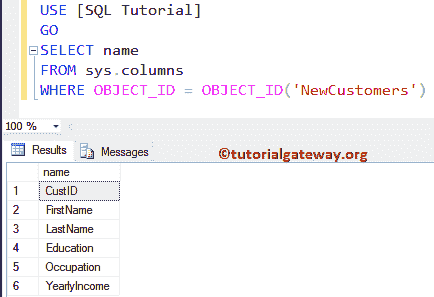 USE [SQL Tutorial]
GO
SELECT name
FROM sys.columns
WHERE OBJECT_ID = OBJECT_ID('NewCustomers')
100 %
Results Messages
©tutorialgateway.org
name
1 CustID
2 FirstName
3 LastName
4 Education
5 Occupation
6 YearlyIncome